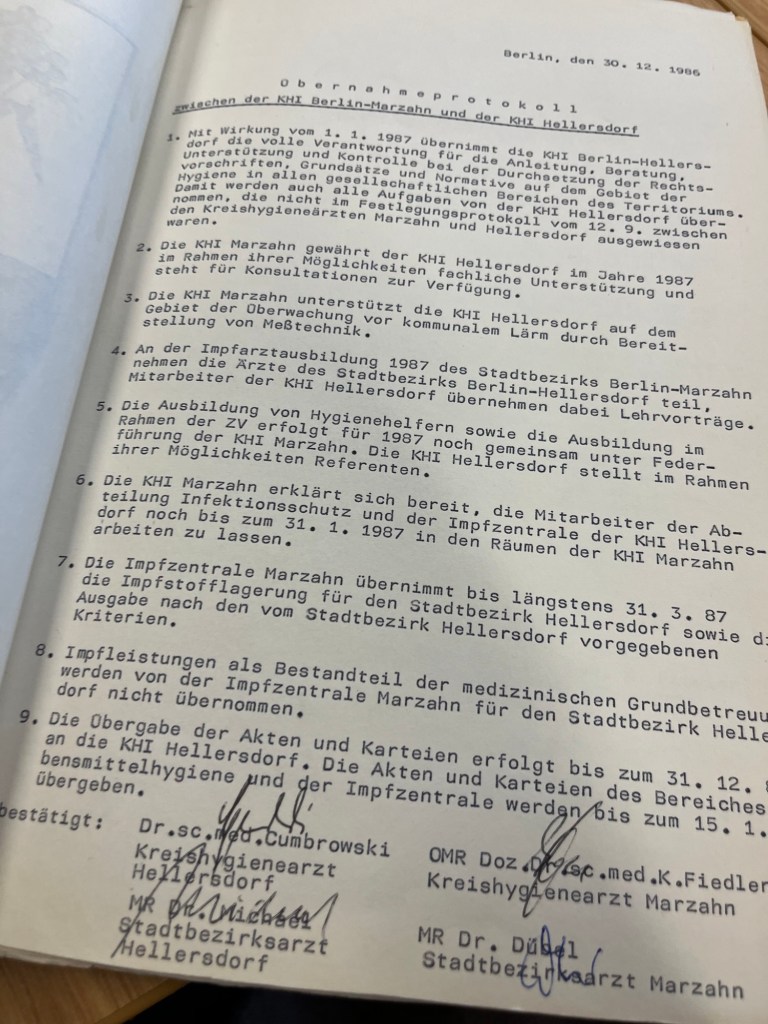 Berlin, den 30. 12. 1986
Ü b e r n a h m e p r o t o k o l l
zwischen der KHI Berlin-Marzahn und der KHI Hellersdorf
1. Mit Wirkung vom 1. 1. 1987 übernimmt die KHI Berlin-Hellers-
dorf die volle Verantwortung für die Anleitung, Beratung,
Unterstützung und Kontrolle bei der Durchsetzung der Rechts-
vorschriften, Grundsätze und Normative auf dem Gebiet der
Hygiene in allen gesellschaftlichen Bereichen des Territoriums.
Damit werden auch alle Aufgaben von der KHI Hellersdorf über-
nommen, die nicht im Festlegungsprotokoll vom 12. 9. zwischen
den Kreishygieneärzten Marzahn und Hellersdorf ausgewiesen
waren.
2. Die KHI Marzahn gewährt der KHI Hellersdorf im Jahre 1987
im Rahmen ihrer Möglichkeiten fachliche Unterstützung und
steht für Konsultationen zur Verfügung.
3. Die KHI Marzahn unterstützt die KHI Hellersdorf auf dem
Gebiet der Überwachung vor kommunalem Lärm durch Bereit-
stellung von Meßtechnik.
4. An der Impfarztausbildung 1987 des Stadtbezirks Berlin-Marzahn
nehmen die Ärzte des Stadtbezirks Berlin-Hellersdorf teil,
Mitarbeiter der KHI Hellersdorf übernehmen dabei Lehrvorträge.
5. Die Ausbildung von Hygienehelfern sowie die Ausbildung im
Rahmen der ZV erfolgt für 1987 noch gemeinsam unter Feder-
führung der KHI Marzahn. Die KHI Hellersdorf stellt im Rahmen
ihrer Möglichkeiten Referenten.
6. Die KHI Marzahn erklärt sich bereit, die Mitarbeiter der Ab-
teilung Infektionsschutz und der Impfzentrale der KHI Hellers-
dorf noch bis zum 31. 1. 1987 in den Räumen der KHI Marzahn
arbeiten zu lassen.
7. Die Impfzentrale Marzahn übernimmt bis längstens 31. 3. 87
die Impfstofflagerung für den Stadtbezirk Hellersdorf sowie di
Ausgabe nach den vom Stadtbezirk Hellersdorf vorgegebenen
Kriterien.
8. Impfleistungen als Bestandteil der medizinischen Grundbetreuu
werden von der Impfzentrale Marzahn für den Stadtbezirk Helle
dorf nicht übernommen.
9. Die Übergabe der Akten und Karteien erfolgt bis zum 31. 12. 8
an die KHI Hellersdorf. Die Akten und Karteien des Bereiches
bensmittelhygiene und der Impfzentrale werden bis zum 15. 1.
übergeben.
bestätigt:
Dr.sc.med.Cumbrowski
Kreishygienearzt
Hellersdorf
MR Dr. Michael
Stadtbezirksarzt
Hellersdorf
OMR Doz.Dr.sc.med.K.Fiedler
Kreishygienearzt Marzahn
MR Dr. Dübel
Stadtbezirksarzt Marzahn